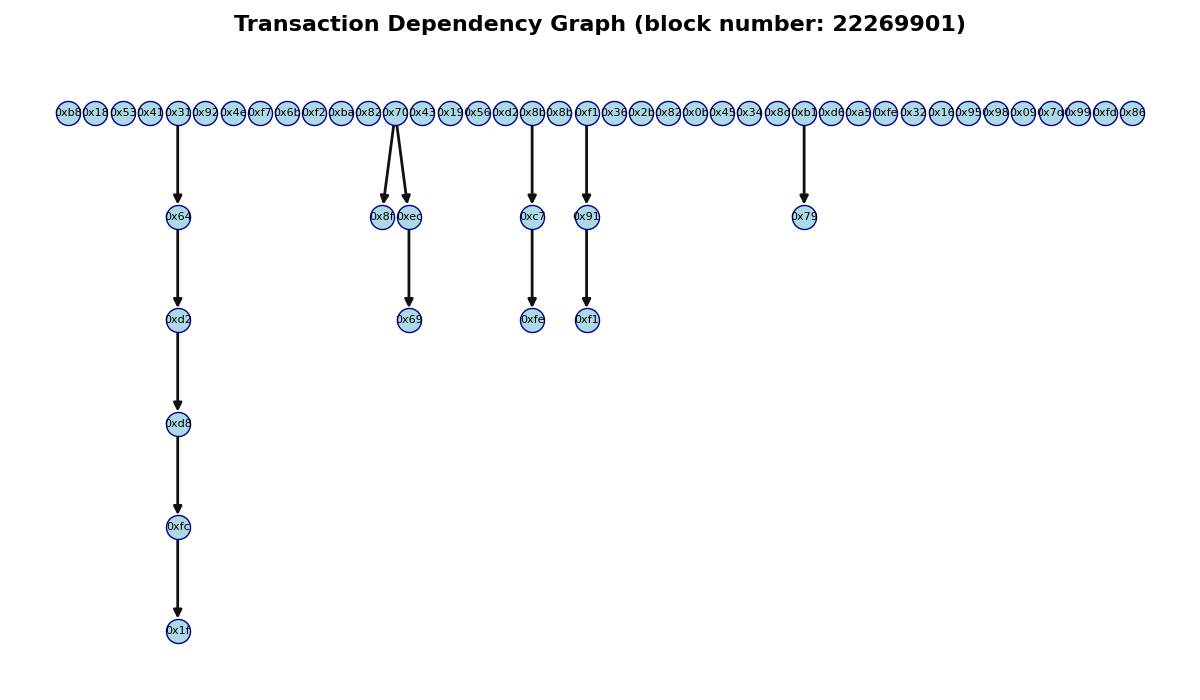 Transaction Dependency Graph (block number: 22269901)
0xb8 0x18 0x53 0x41 0x31 0x92 0x4e 0xf7 0x6b 0xf2 0xba 0x82 0x70 0x43 0x19 0x56 0xd2 0x8b 0x8b 0xf1 0x36 0x2b 0x82 0x0b 0x45 0x34 0x8d 0xb1 0xd6 0xa5 0xfe 0x32 0x16 0x95 0x98 0x09 0x7d 0x99 0xfd 0x86
0x64 0x8f 0xec 0xc7 0x91 0x79
0xd2 0x69 0xfe 0xf1
0xd8
0xfc
0x1f